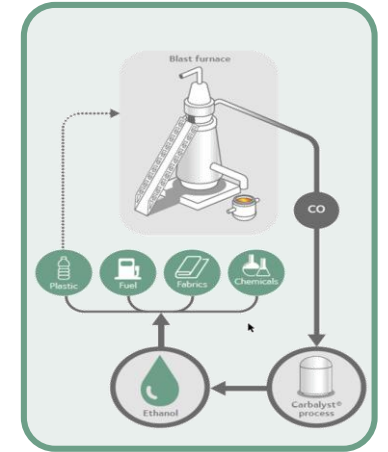 Blast furnace
CO
Plastic
Fuel
Fabrics
Chemicals
Ethanol
Carbalyst®
process